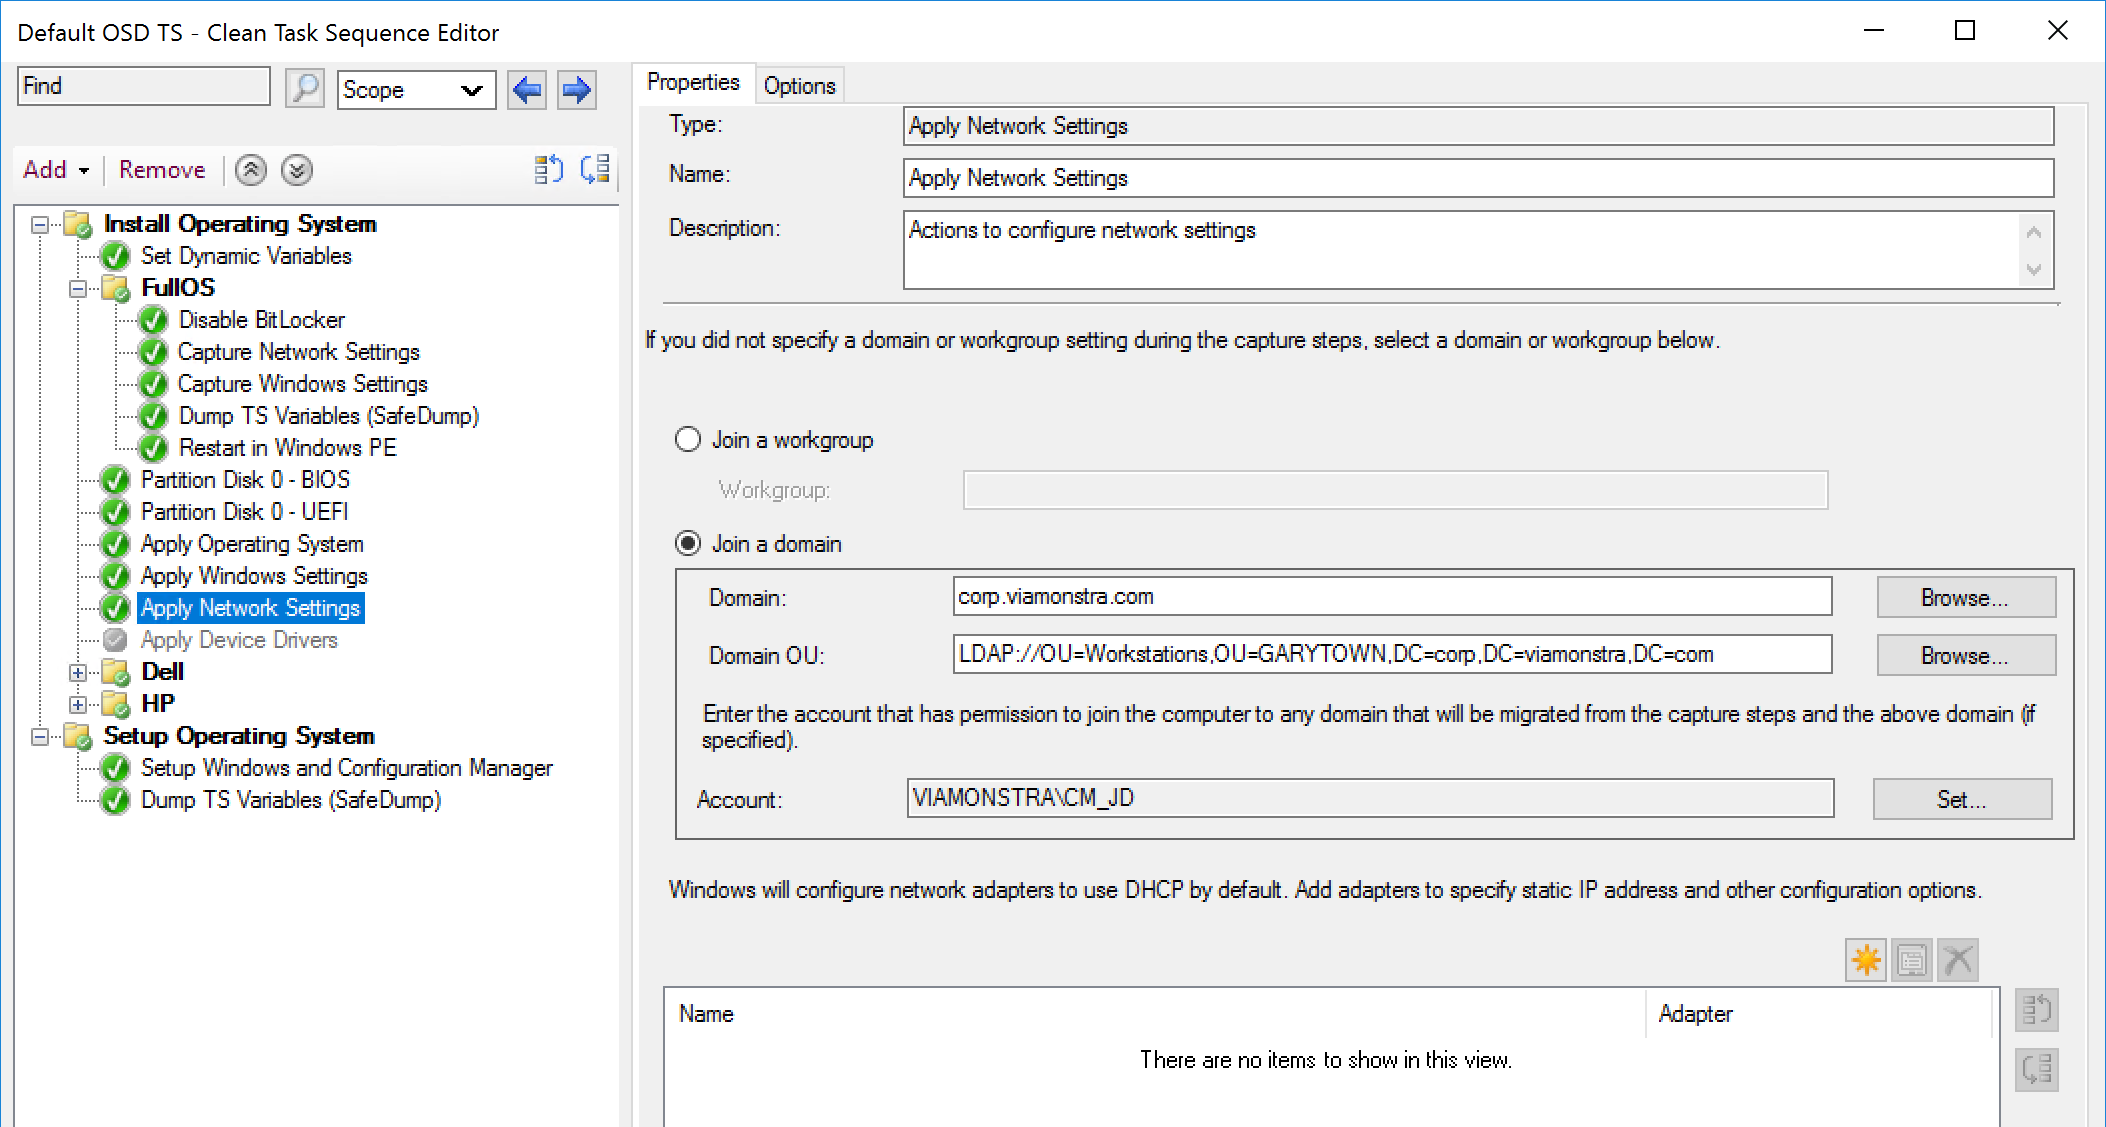 Default OSD TS - Clean Task Sequence Editor
Find
Scope
Add
Remove
Install Operating System
Set Dynamic Variables
FullOS
Disable BitLocker
Capture Network Settings
Capture Windows Settings
Dump TS Variables (SafeDump)
Restart in Windows PE
Partition Disk 0 - BIOS
Partition Disk 0 - UEFI
Apply Operating System
Apply Windows Settings
Apply Network Settings
Apply Device Drivers
Dell
HP
Setup Operating System
Setup Windows and Configuration Manager
Dump TS Variables (SafeDump)
Properties
Options
Type:
Apply Network Settings
Name:
Apply Network Settings
Description:
Actions to configure network settings
If you did not specify a domain or workgroup setting during the capture steps, select a domain or workgroup below.
Join a workgroup
Workgroup:
Join a domain
Domain:
corp.viamonstra.com
Browse...
Domain OU:
LDAP://OU=Workstations,OU=GARYTOWN,DC=corp,DC=viamonstra,DC=com
Browse...
Enter the account that has permission to join the computer to any domain that will be migrated from the capture steps and the above domain (if
specified).
Account:
VIAMONSTRA\CM_JD
Set...
Windows will configure network adapters to use DHCP by default. Add adapters to specify static IP address and other configuration options.
Name
Adapter
There are no items to show in this view.